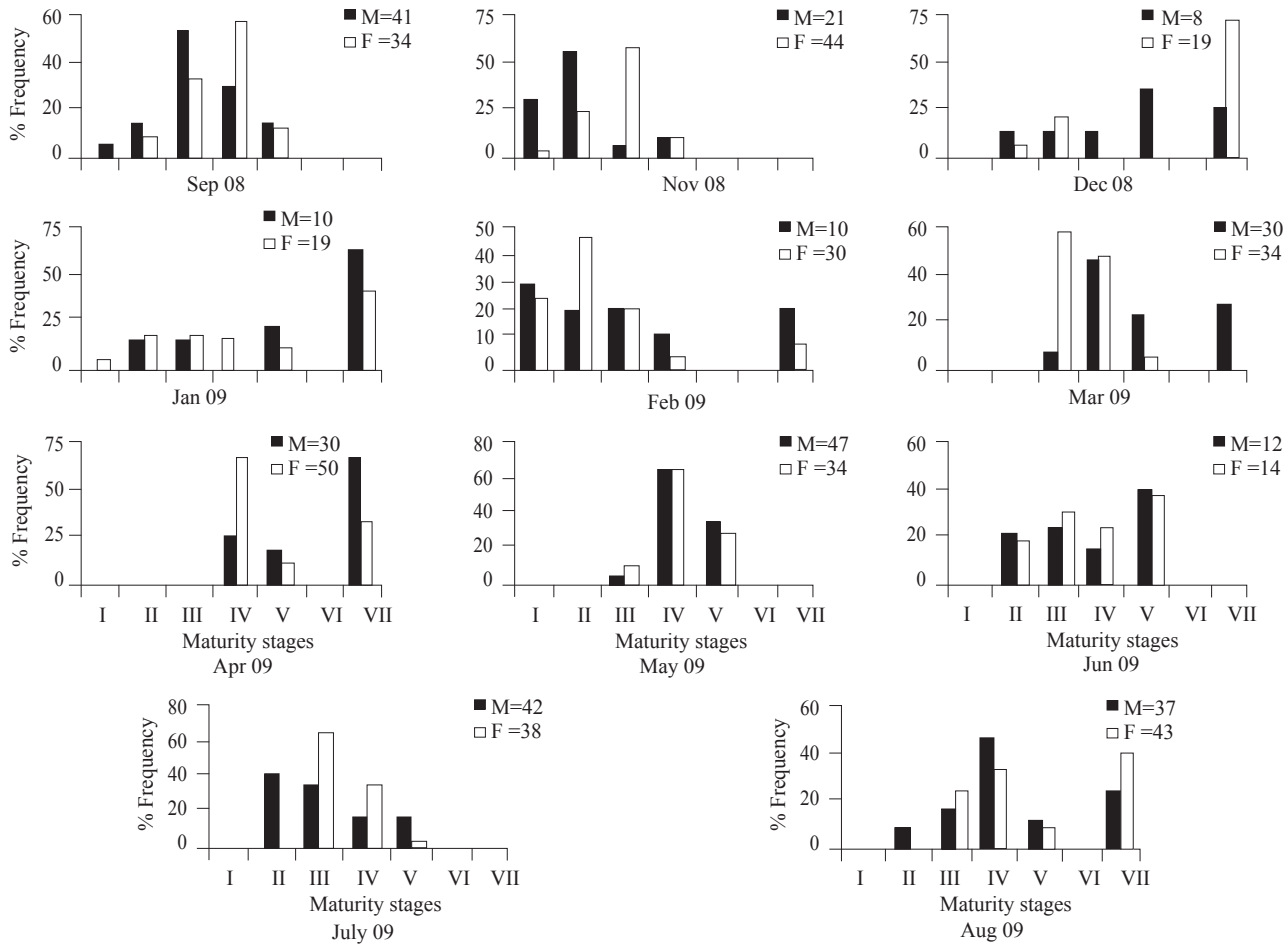 60
40
20
0
% Frequency
M=41
F =34
Sep 08
75
50
25
0
M=21
F =44
Nov 08
75
50
25
0
M=8
F =19
Dec 08
75
50
25
0
% Frequency
M=10
F =19
Jan 09
50
40
30
20
10
0
M=10
F =30
Feb 09
60
40
20
0
M=30
F =34
Mar 09
75
50
25
0
% Frequency
M=30
F =50
I II III IV V VI VII
Maturity stages
Apr 09
80
60
40
20
0
M=47
F =34
I II III IV V VI VII
Maturity stages
May 09
60
40
20
0
M=12
F =14
I II III IV V VI VII
Maturity stages
Jun 09
80
60
40
20
0
% Frequency
M=42
F =38
I II III IV V VI VII
Maturity stages
July 09
60
40
20
0
% Frequency
M=37
F =43
I II III IV V VI VII
Maturity stages
Aug 09